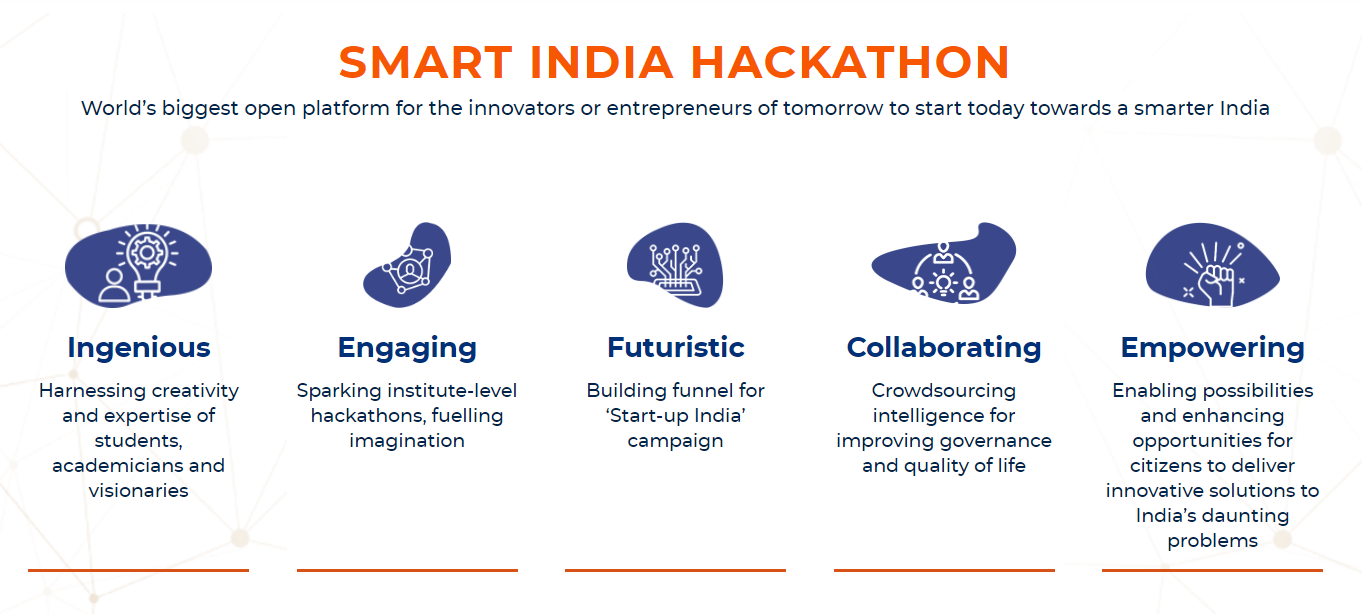 SMART INDIA HACKATHON
World’s biggest open platform for the innovators or entrepreneurs of tomorrow to start today towards a smarter India
Ingenious
Harnessing creativity
and expertise of
students,
academicians and
visionaries
Engaging
Sparking institute-level
hackathons, fuelling
imagination
Futuristic
Building funnel for
‘Start-up India’
campaign
Collaborating
Crowdsourcing
intelligence for
improving governance
and quality of life
Empowering
Enabling possibilities
and enhancing
opportunities for
citizens to deliver
innovative solutions to
India’s daunting
problems